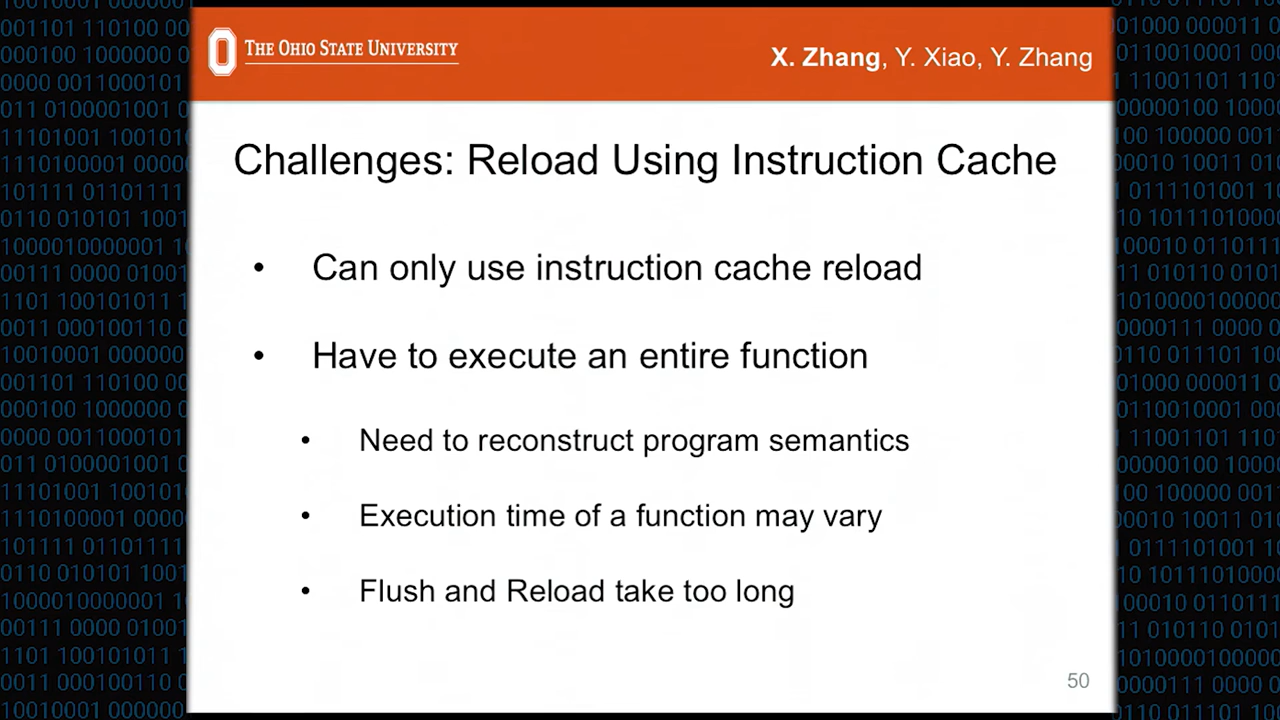 THE OHIO STATE UNIVERSITY
X. Zhang, Y. Xiao, Y. Zhang
Challenges: Reload Using Instruction Cache
• Can only use instruction cache reload
• Have to execute an entire function
• Need to reconstruct program semantics
• Execution time of a function may vary
• Flush and Reload take too long
50